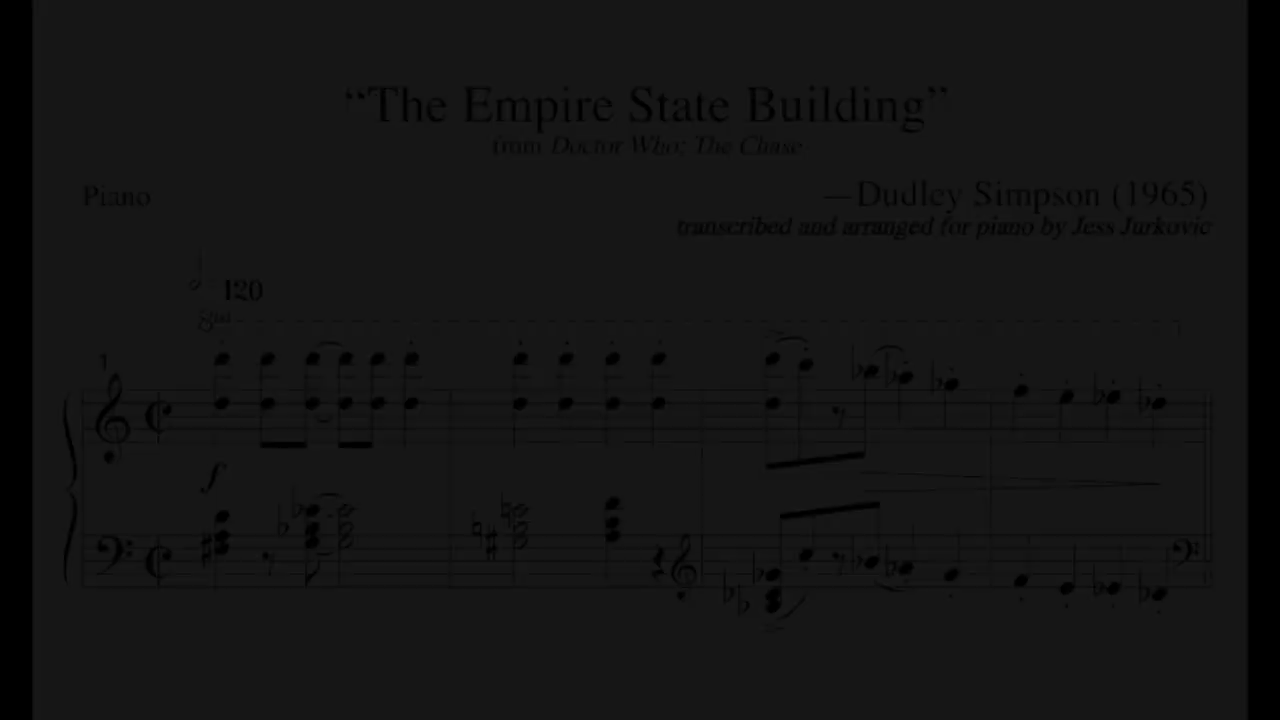 “The Empire State Building”
from Doctor Who: The Chase
Piano
—Dudley Simpson (1965)
transcribed and arranged for piano by Jess Jurkovic
120
8va
1
f